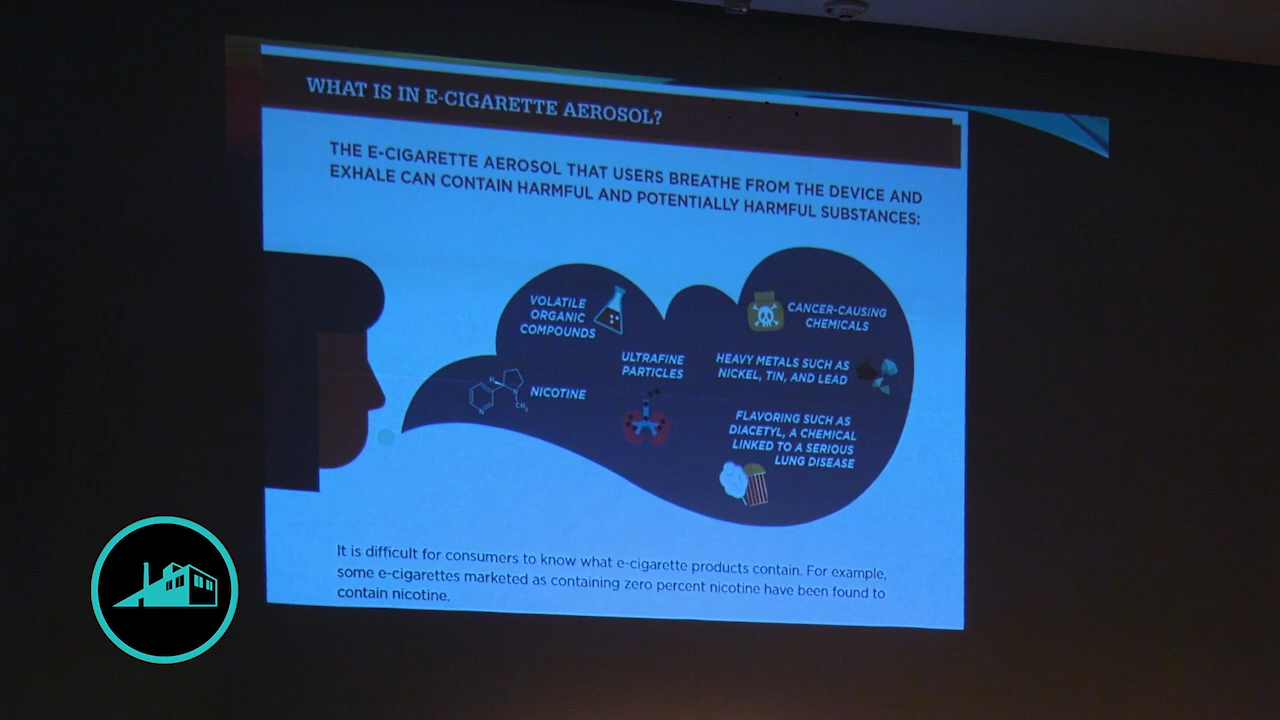 WHAT IS IN E-CIGARETTE AEROSOL?
THE E-CIGARETTE AEROSOL THAT USERS BREATHE FROM THE DEVICE AND
EXHALE CAN CONTAIN HARMFUL AND POTENTIALLY HARMFUL SUBSTANCES:
VOLATILE
ORGANIC
COMPOUNDS
CANCER-CAUSING
CHEMICALS
ULTRAFINE
PARTICLES
HEAVY METALS SUCH AS
NICKEL, TIN, AND LEAD
NICOTINE
FLAVORING SUCH AS
DIACETYL, A CHEMICAL
LINKED TO A SERIOUS
LUNG DISEASE
It is difficult for consumers to know what e-cigarette products contain. For example,
some e-cigarettes marketed as containing zero percent nicotine have been found to
contain nicotine.